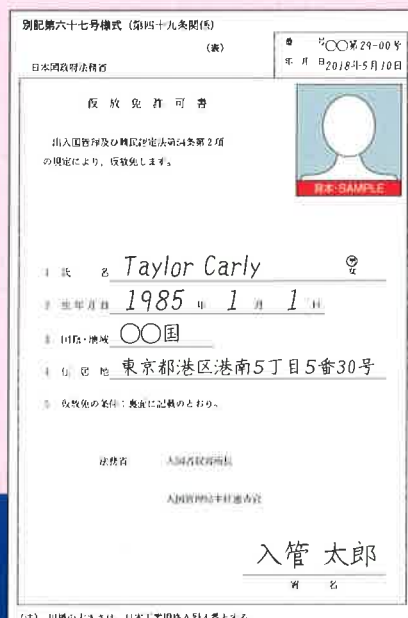 別記第六十七号様式（第四十九条関係）
（表）
日本国政府法務省
番号〇〇第29-00号
年月日2018年5月10日
仮放免許可書
出入国管理及び難民認定法第54条第2項
の規定により，仮放免します。
見本・SAMPLE
1 氏名 Taylor Carly 男 女
2 生年月日 1985年1月1日
3 国籍・地域 〇〇国
4 住居地 東京都港区港南5丁目5番30号
5 仮放免の条件：裏面に記載のとおり。
法務省 入国者収容所長
入国管理局主任審査官
入管 太郎
署名